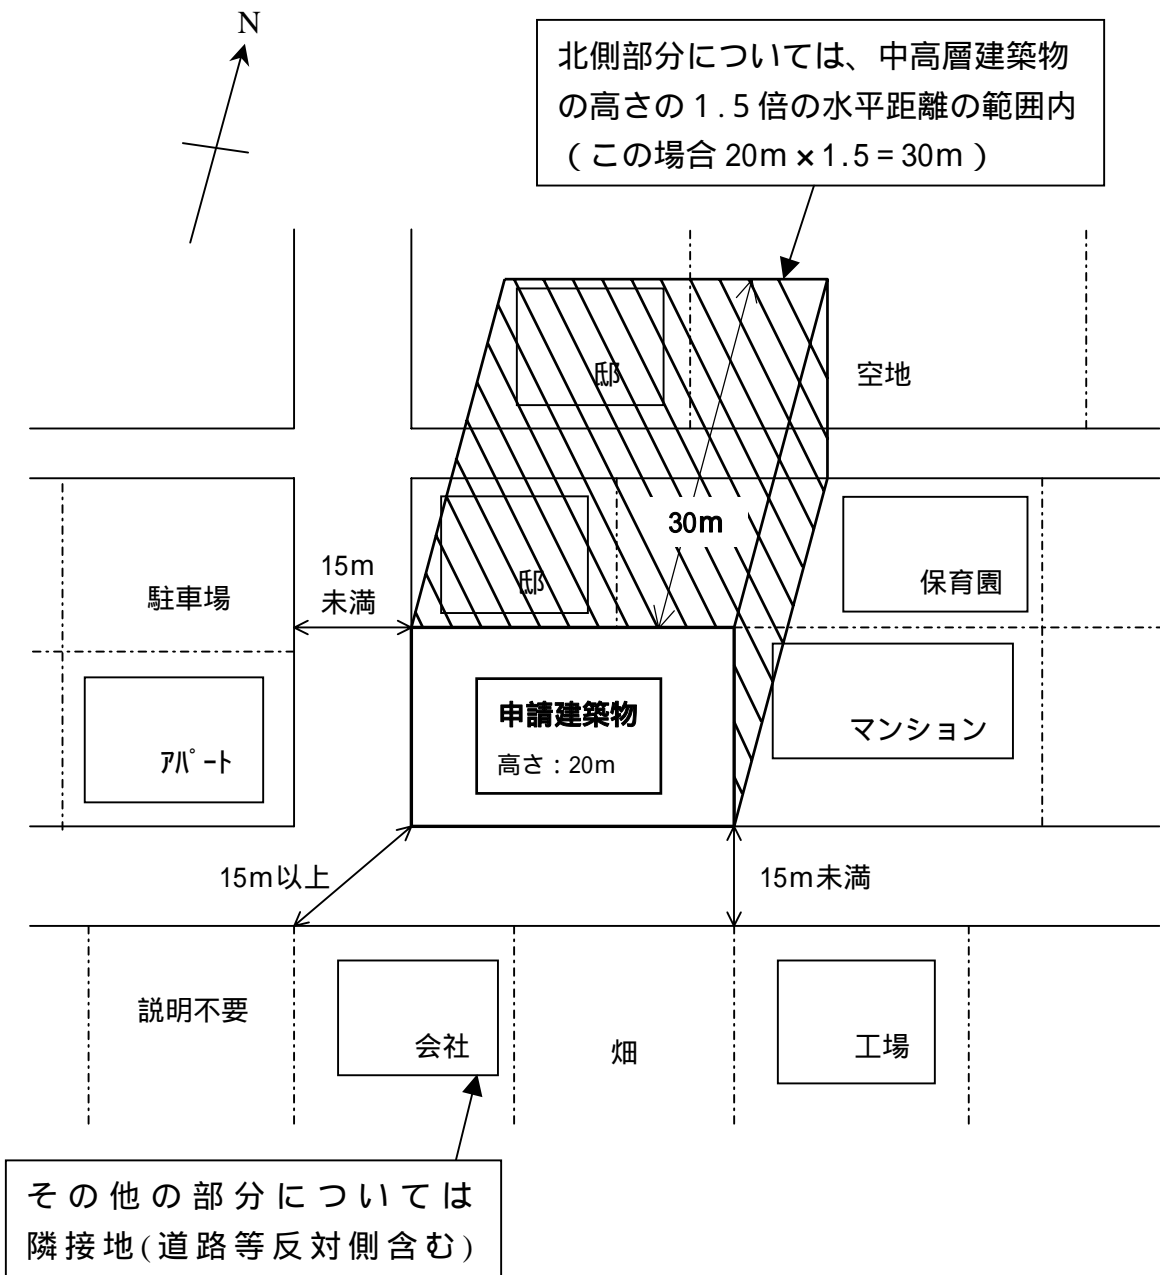 N
北側部分については、中高層建築物
の高さの1.5倍の水平距離の範囲内
（この場合20m×1.5=30m）
邸
空地
30m
15m
未満
駐車場
邸
保育園
申請建築物
高さ：20m
マンション
ｱﾊﾟｰﾄ
15m以上
15m未満
説明不要
会社
畑
工場
その他の部分については
隣接地(道路等反対側含む)